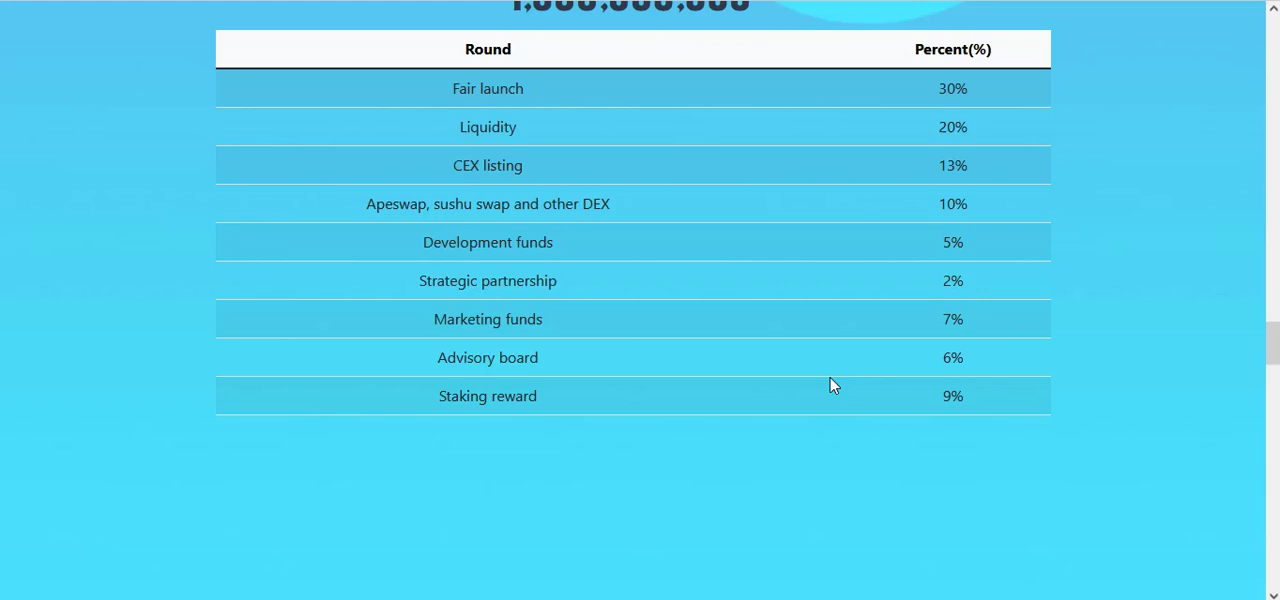 Round Percent(%)
Fair launch 30%
Liquidity 20%
CEX listing 13%
Apeswap, sushu swap and other DEX 10%
Development funds 5%
Strategic partnership 2%
Marketing funds 7%
Advisory board 6%
Staking reward 9%